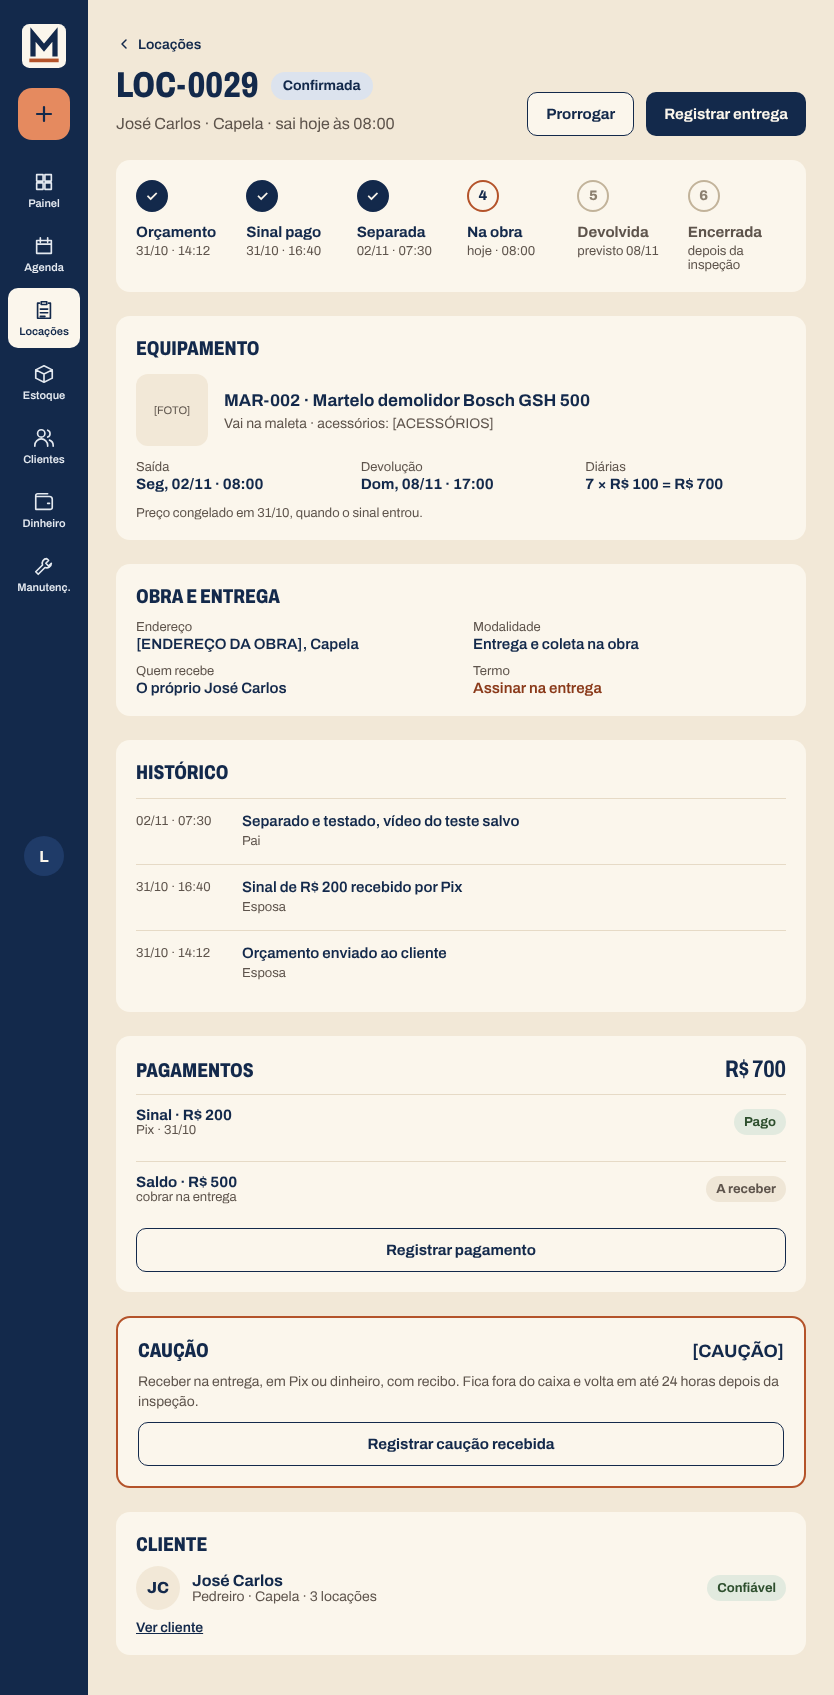 M
Painel
Agenda
Locações
Estoque
Clientes
Dinheiro
Manutenç.
L
Locações
LOC-0029
Confirmada
José Carlos · Capela · sai hoje às 08:00
Prorrogar
Registrar entrega
Orçamento
31/10 · 14:12
Sinal pago
31/10 · 16:40
Separada
02/11 · 07:30
4
Na obra
hoje · 08:00
5
Devolvida
previsto 08/11
6
Encerrada
depois da
inspeção
EQUIPAMENTO
[FOTO]
MAR-002 · Martelo demolidor Bosch GSH 500
Vai na maleta · acessórios: [ACESSÓRIOS]
Saída
Seg, 02/11 · 08:00
Devolução
Dom, 08/11 · 17:00
Diárias
7 × R$ 100 = R$ 700
Preço congelado em 31/10, quando o sinal entrou.
OBRA E ENTREGA
Endereço
[ENDEREÇO DA OBRA], Capela
Modalidade
Entrega e coleta na obra
Quem recebe
O próprio José Carlos
Termo
Assinar na entrega
HISTÓRICO
02/11 · 07:30
Separado e testado, vídeo do teste salvo
Pai
31/10 · 16:40
Sinal de R$ 200 recebido por Pix
Esposa
31/10 · 14:12
Orçamento enviado ao cliente
Esposa
PAGAMENTOS
R$ 700
Sinal · R$ 200
Pix · 31/10
Pago
Saldo · R$ 500
cobrar na entrega
A receber
Registrar pagamento
CAUÇÃO
[CAUÇÃO]
Receber na entrega, em Pix ou dinheiro, com recibo. Fica fora do caixa e volta em até 24 horas depois da
inspeção.
Registrar caução recebida
CLIENTE
JC
José Carlos
Pedreiro · Capela · 3 locações
Confiável
Ver cliente